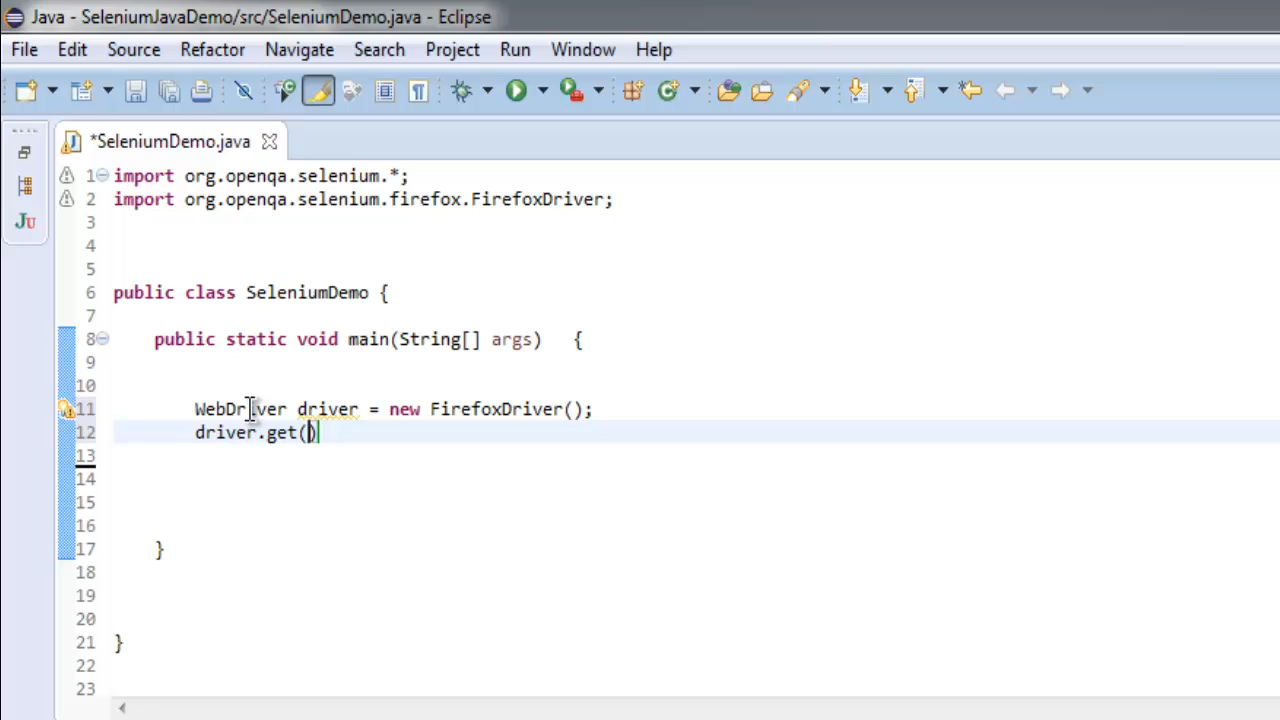 Java - SeleniumJavaDemo/src/SeleniumDemo.java - Eclipse
File Edit Source Refactor Navigate Search Project Run Window Help
*SeleniumDemo.java
1 import org.openqa.selenium.*;
2 import org.openqa.selenium.firefox.FirefoxDriver;
3
4
5
6 public class SeleniumDemo {
7
8 public static void main(String[] args) {
9
10
11 WebDriver driver = new FirefoxDriver();
12 driver.get()
13
14
15
16
17 }
18
19
20
21 }
22
23
JU